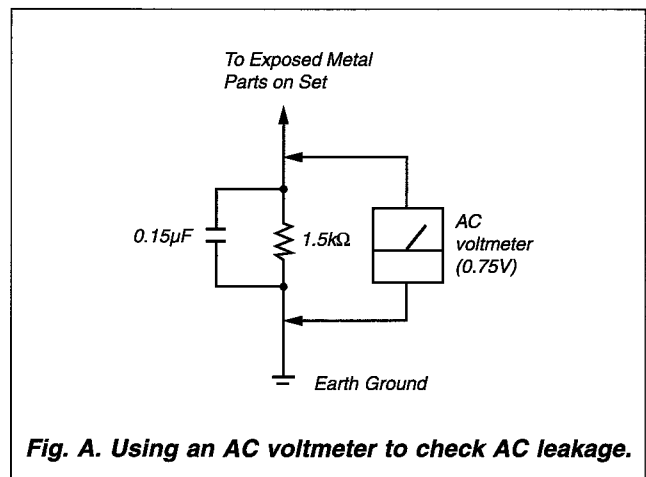 To Exposed Metal
Parts on Set
0.15µF
1.5kΩ
AC
voltmeter
(0.75V)
Earth Ground
Fig. A. Using an AC voltmeter to check AC leakage.